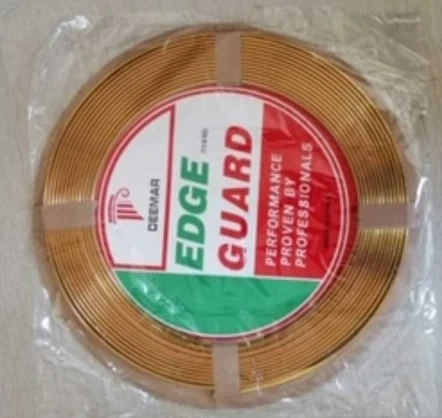 DEEMAR
EDGE
GUARD
PERFORMANCE
PROVEN BY
PROFESSIONALS